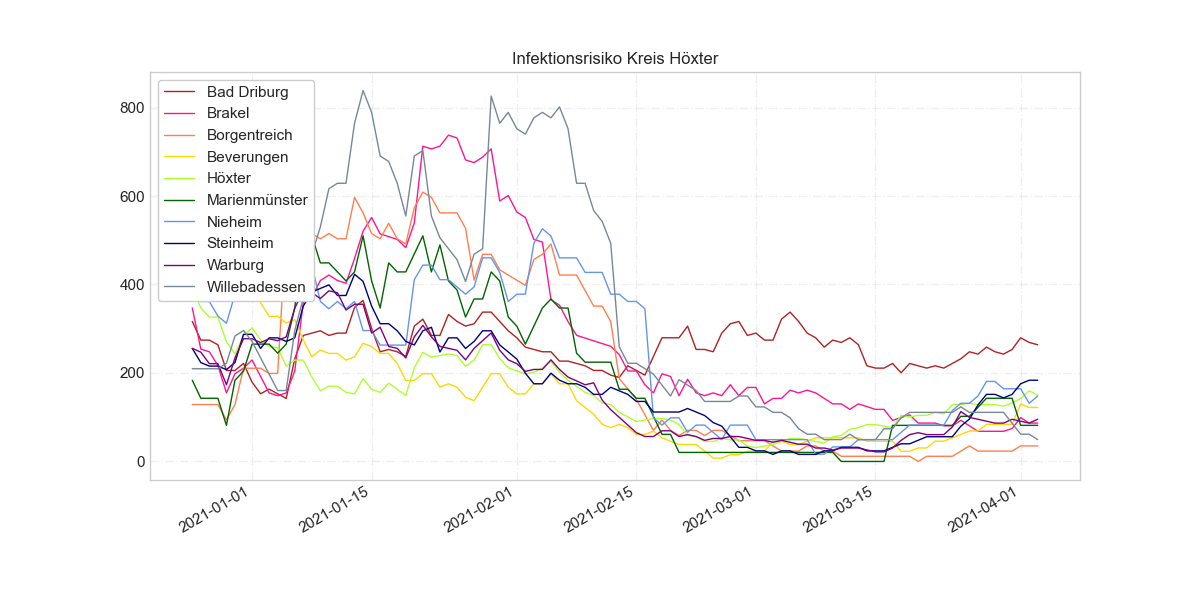 Infektionsrisiko Kreis Höxter
800
600
400
200
0
Bad Driburg
Brakel
Borgentreich
Beverungen
Höxter
Marienmünster
Nieheim
Steinheim
Warburg
Willebadessen
2021-01-01
2021-01-15
2021-02-01
2021-02-15
2021-03-01
2021-03-15
2021-04-01